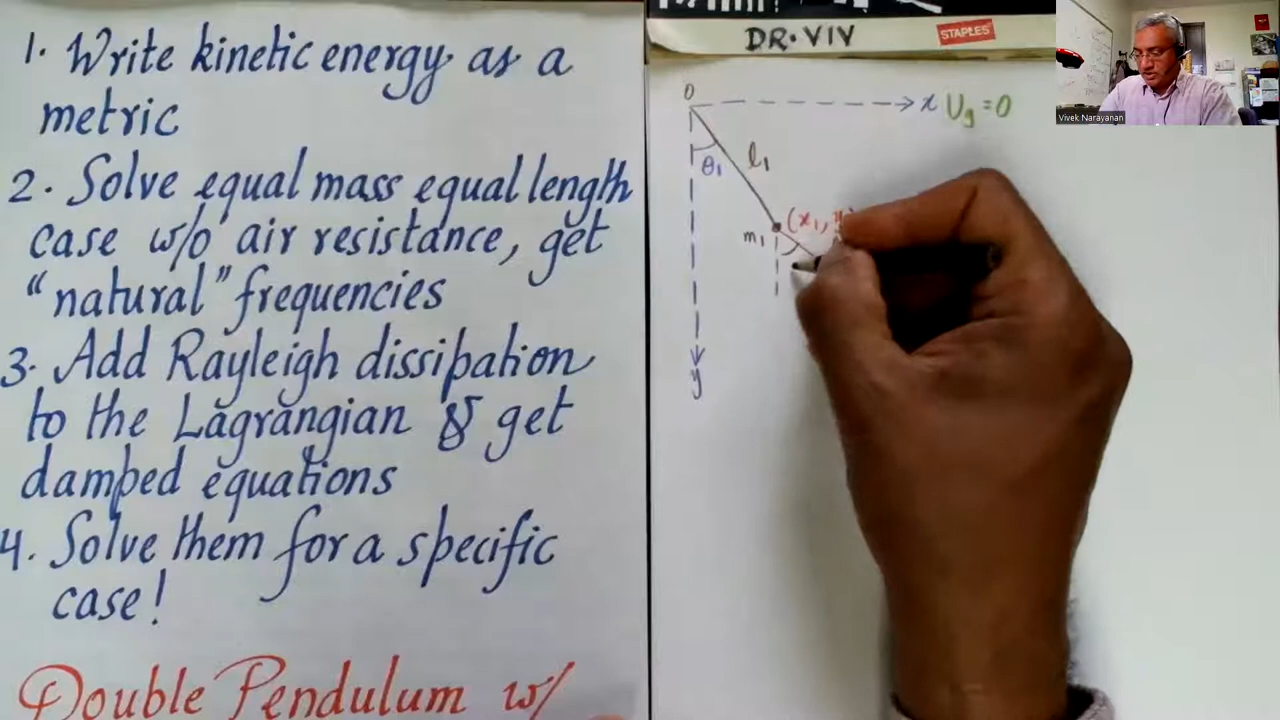 1. Write kinetic energy as a
metric
2. Solve equal mass equal length
case w/o air resistance, get
"natural" frequencies
3. Add Rayleigh dissipation
to the Lagrangian & get
damped equations
4. Solve them for a specific
case!
Double Pendulum w/
DR·VIV
STAPLES
Vivek Narayanan
0
x U_g = 0
θ₁
l₁
(x₁, y
m₁
y